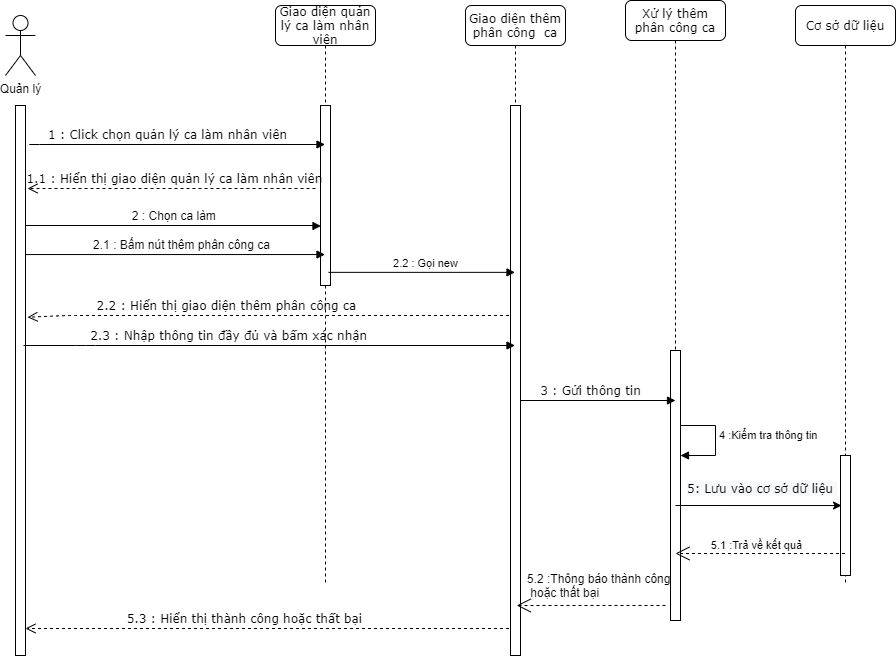 Giao diện quản
lý ca làm nhân
viên
Giao diện thêm
phân công ca
Xử lý thêm
phân công ca
Cơ sở dữ liệu
Quản lý
1 : Click chọn quản lý ca làm nhân viên
1.1 : Hiển thị giao diện quản lý ca làm nhân viên
2 : Chọn ca làm
2.1 : Bấm nút thêm phân công ca
2.2 : Gọi new
2.2 : Hiển thị giao diện thêm phân công ca
2.3 : Nhập thông tin đầy đủ và bấm xác nhận
3 : Gửi thông tin
4 :Kiểm tra thông tin
5: Lưu vào cơ sở dữ liệu
5.1 :Trả về kết quả
5.2 :Thông báo thành công
hoặc thất bại
5.3 : Hiển thị thành công hoặc thất bại